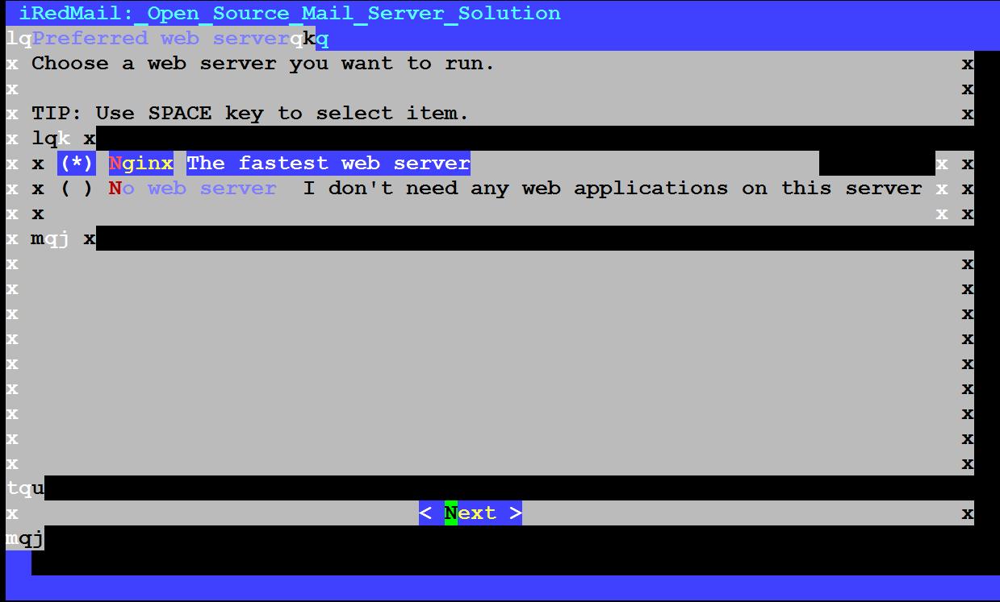 iRedMail:_Open_Source_Mail_Server_Solution
lqPreferred web serverqkq
x Choose a web server you want to run. x
x x
x TIP: Use SPACE key to select item. x
x lqk x
x x (*) Nginx The fastest web server x x
x x ( ) No web server I don't need any web applications on this server x x
x x x x
x mqj x
x x
x x
x x
x x
x x
x x
x x
x x
x x
tqu
x < Next > x
mqj